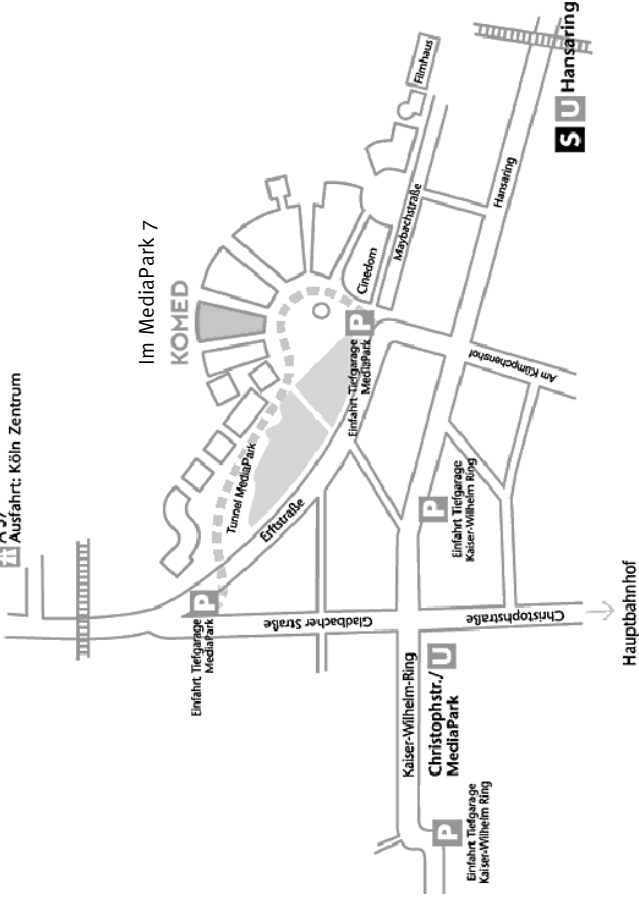 A 57
Ausfahrt: Köln Zentrum
Im MediaPark 7
KOMED
Filmhaus
S U Hansaring
Hansaring
Maybachstraße
Cinedom
P
Einfahrt Tiefgarage
MediaPark
Am Kümpchenshof
Tunnel MediaPark
Erftstraße
P
Einfahrt Tiefgarage
Kaiser-Wilhelm Ring
P
Einfahrt Tiefgarage
MediaPark
Gladbacher Straße
Christophstraße
Hauptbahnhof
Kaiser-Wilhelm-Ring
Christophstr./
MediaPark
U
P
Einfahrt Tiefgarage
Kaiser-Wilhelm Ring